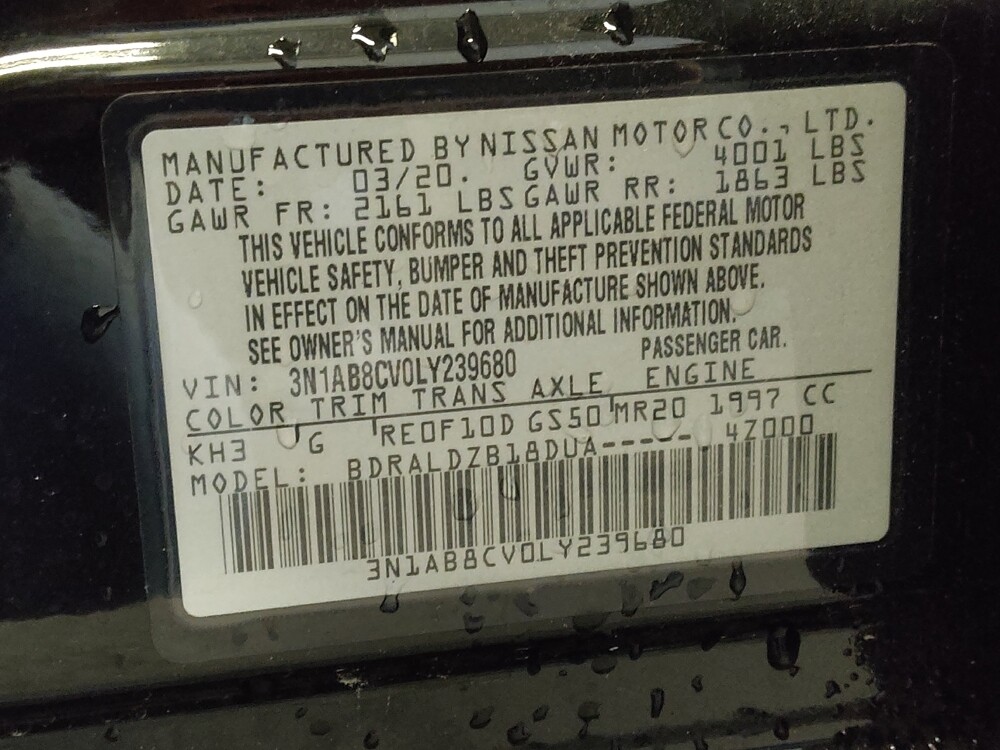 MANUFACTURED BY NISSAN MOTOR CO., LTD.
DATE: 03/20. GVWR: 4001 LBS
GAWR FR: 2161 LBS GAWR RR: 1863 LBS
THIS VEHICLE CONFORMS TO ALL APPLICABLE FEDERAL MOTOR
VEHICLE SAFETY, BUMPER AND THEFT PREVENTION STANDARDS
IN EFFECT ON THE DATE OF MANUFACTURE SHOWN ABOVE.
SEE OWNER'S MANUAL FOR ADDITIONAL INFORMATION.
VIN: 3N1AB8CV0LY239680 PASSENGER CAR.
COLOR TRIM TRANS AXLE ENGINE
KH3 G RE0F10D GS50 MR20 1997 CC
MODEL: BDRALDZB18DUA----- 4Z000
3N1AB8CV0LY239680